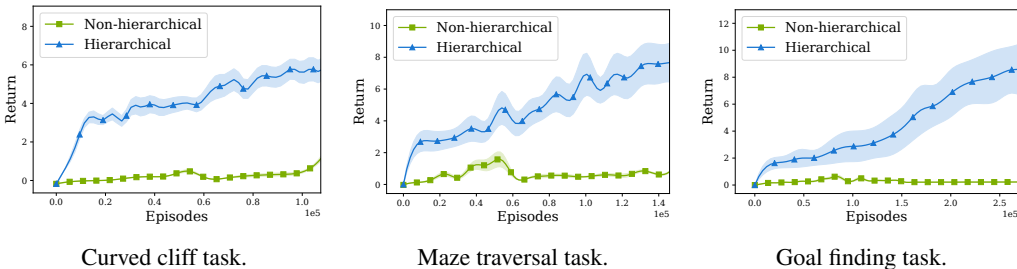 Non-hierarchical
Hierarchical
Return
8
6
4
2
0
0.0 0.2 0.4 0.6 0.8 1.0
1e5
Episodes
Curved cliff task.
Non-hierarchical
Hierarchical
Return
10
8
6
4
2
0
0.0 0.2 0.4 0.6 0.8 1.0 1.2 1.4
1e5
Episodes
Maze traversal task.
Non-hierarchical
Hierarchical
Return
12
10
8
6
4
2
0
0.0 0.5 1.0 1.5 2.0 2.5
1e5
Episodes
Goal finding task.